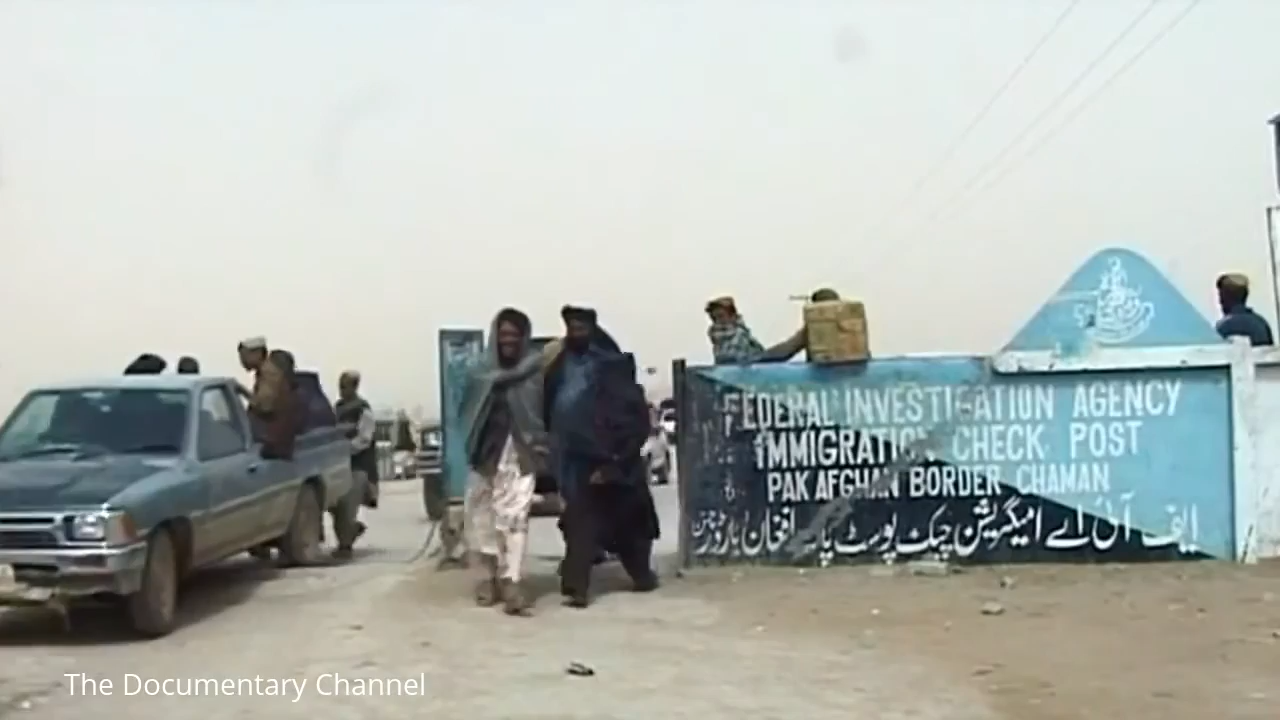 FEDERAL INVESTIGATION AGENCY
IMMIGRATION CHECK POST
PAK AFGHAN BORDER CHAMAN
ایف آئی اے امیگریشن چیک پوسٹ پاک افغان بارڈر چمن
The Documentary Channel